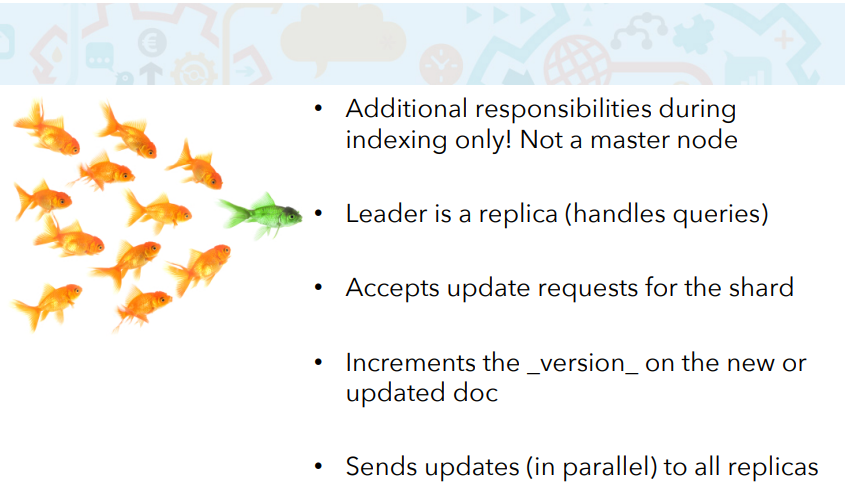 • Additional responsibilities during
indexing only! Not a master node
• Leader is a replica (handles queries)
• Accepts update requests for the shard
• Increments the _version_ on the new or
updated doc
• Sends updates (in parallel) to all replicas